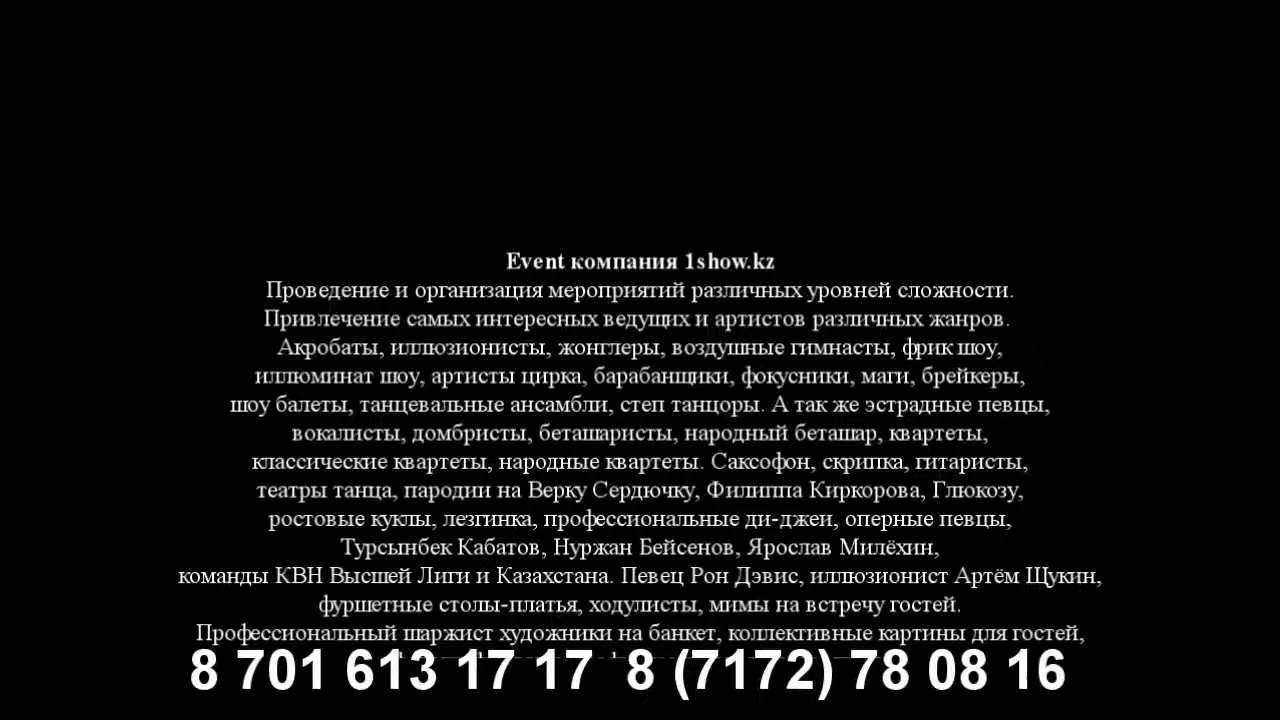 Event компания 1show.kz
Проведение и организация мероприятий различных уровней сложности.
Привлечение самых интересных ведущих и артистов различных жанров.
Акробаты, иллюзионисты, жонглеры, воздушные гимнасты, фрик шоу,
иллюминат шоу, артисты цирка, барабанщики, фокусники, маги, брейкеры,
шоу балеты, танцевальные ансамбли, степ танцоры. А так же эстрадные певцы,
вокалисты, домбристы, беташаристы, народный беташар, квартеты,
классические квартеты, народные квартеты. Саксофон, скрипка, гитаристы,
театры танца, пародии на Верку Сердючку, Филиппа Киркорова, Глюкозу,
ростовые куклы, лезгинка, профессиональные ди-джеи, оперные певцы,
Турсынбек Кабатов, Нуржан Бейсенов, Ярослав Милёхин,
команды КВН Высшей Лиги и Казахстана. Певец Рон Дэвис, иллюзионист Артём Щукин,
фуршетные столы-платья, ходулисты, мимы на встречу гостей.
Профессиональный шаржист художники на банкет, коллективные картины для гостей,
8 701 613 17 17 8 (7172) 78 08 16